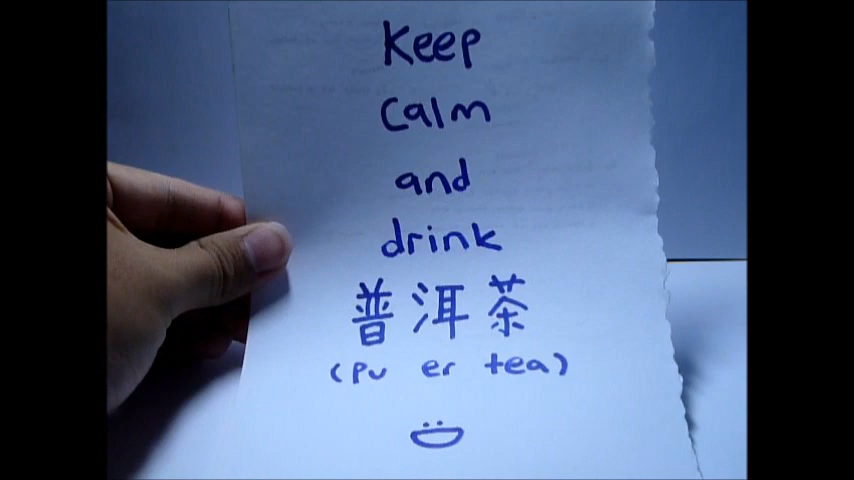 Keep
Calm
and
drink
普洱茶
(pu er tea)